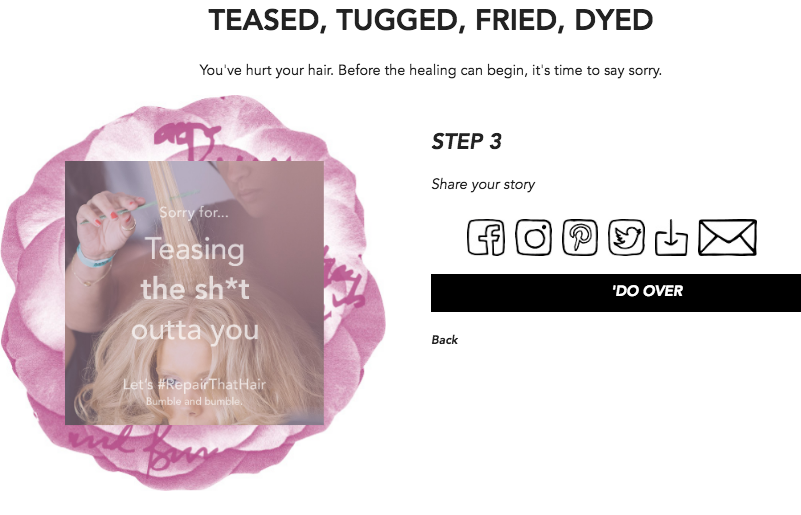 TEASED, TUGGED, FRIED, DYED
You've hurt your hair. Before the healing can begin, it's time to say sorry.
STEP 3
Share your story
Sorry for...
Teasing
the sh*t
outta you
Let's #RepairThatHair
Bumble and bumble.
'DO OVER
Back